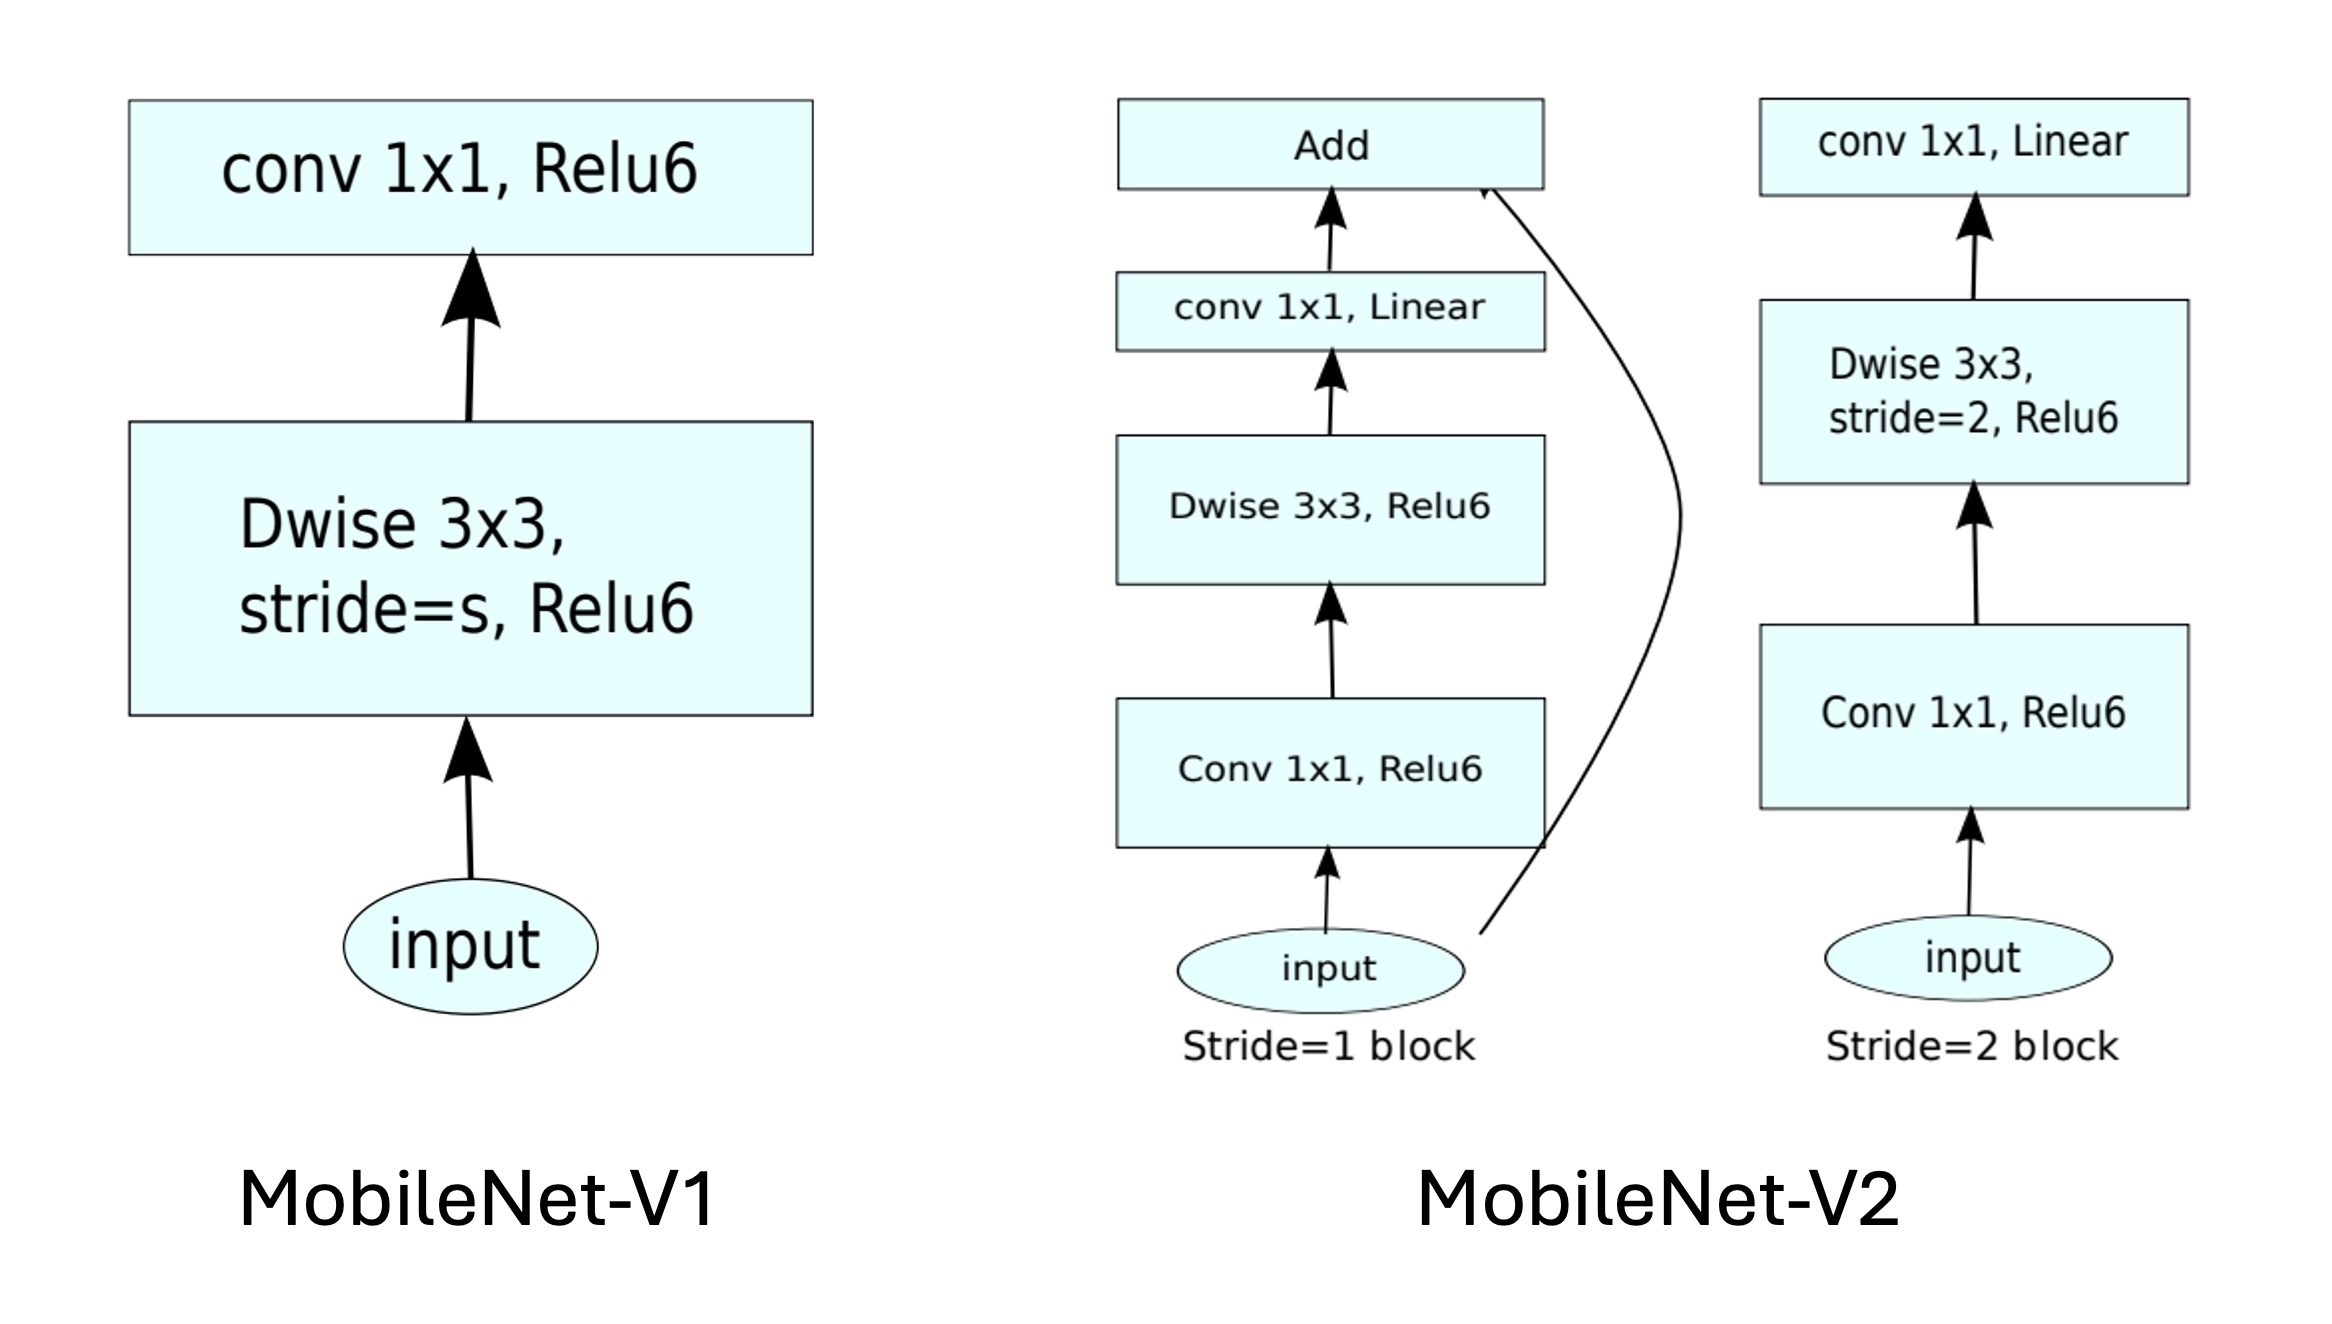 conv 1x1, Relu6
Dwise 3x3,
stride=s, Relu6
input
MobileNet-V1
Add
conv 1x1, Linear
Dwise 3x3, Relu6
Conv 1x1, Relu6
input
Stride=1 block
conv 1x1, Linear
Dwise 3x3,
stride=2, Relu6
Conv 1x1, Relu6
input
Stride=2 block
MobileNet-V2